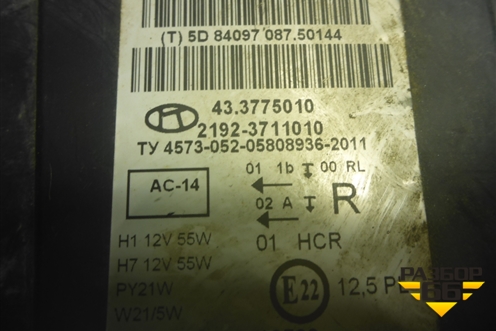 (T) 5D 84097 087.50144
43.3775010
2192-3711010
ТУ 4573-052-05808936-2011
AC-14
01 1b 00 RL
02 A R
01 HCR
H1 12V 55W
H7 12V 55W
PY21W
W21/5W
E22
12,5
РАЗБОР
66